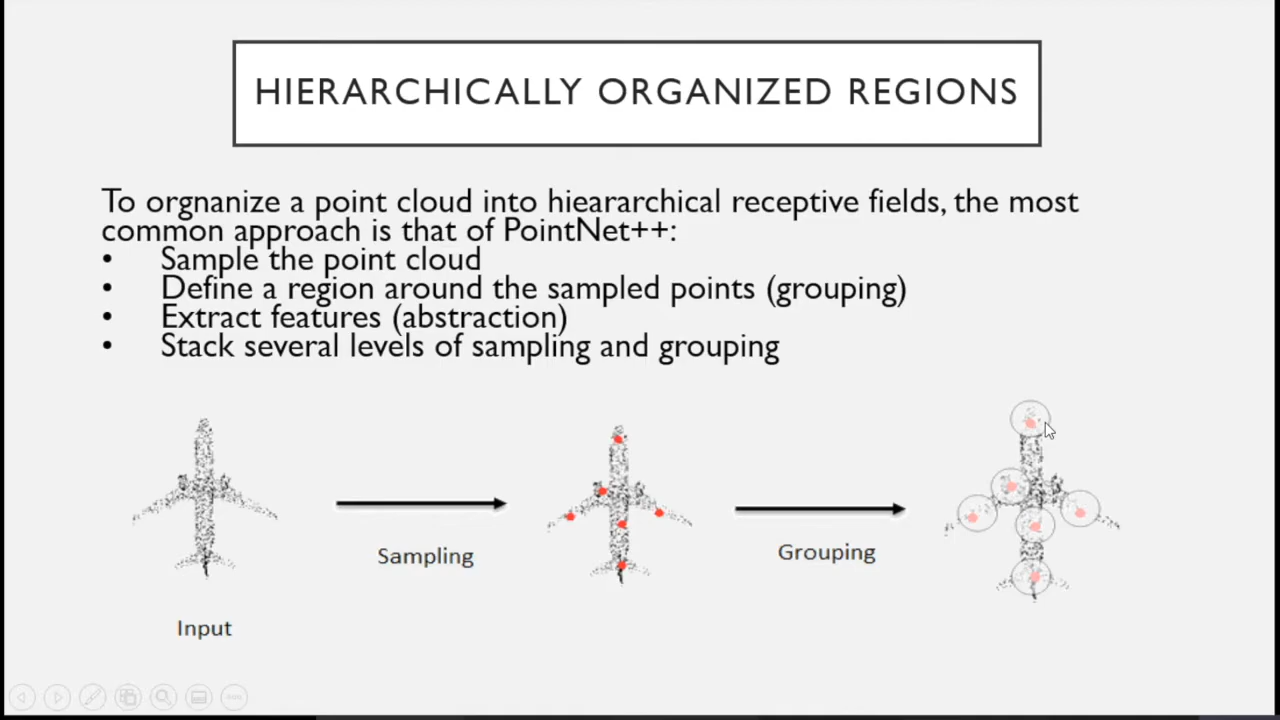 HIERARCHICALLY ORGANIZED REGIONS
To orgnanize a point cloud into hieararchical receptive fields, the most
common approach is that of PointNet++:
• Sample the point cloud
• Define a region around the sampled points (grouping)
• Extract features (abstraction)
• Stack several levels of sampling and grouping
Sampling
Grouping
Input